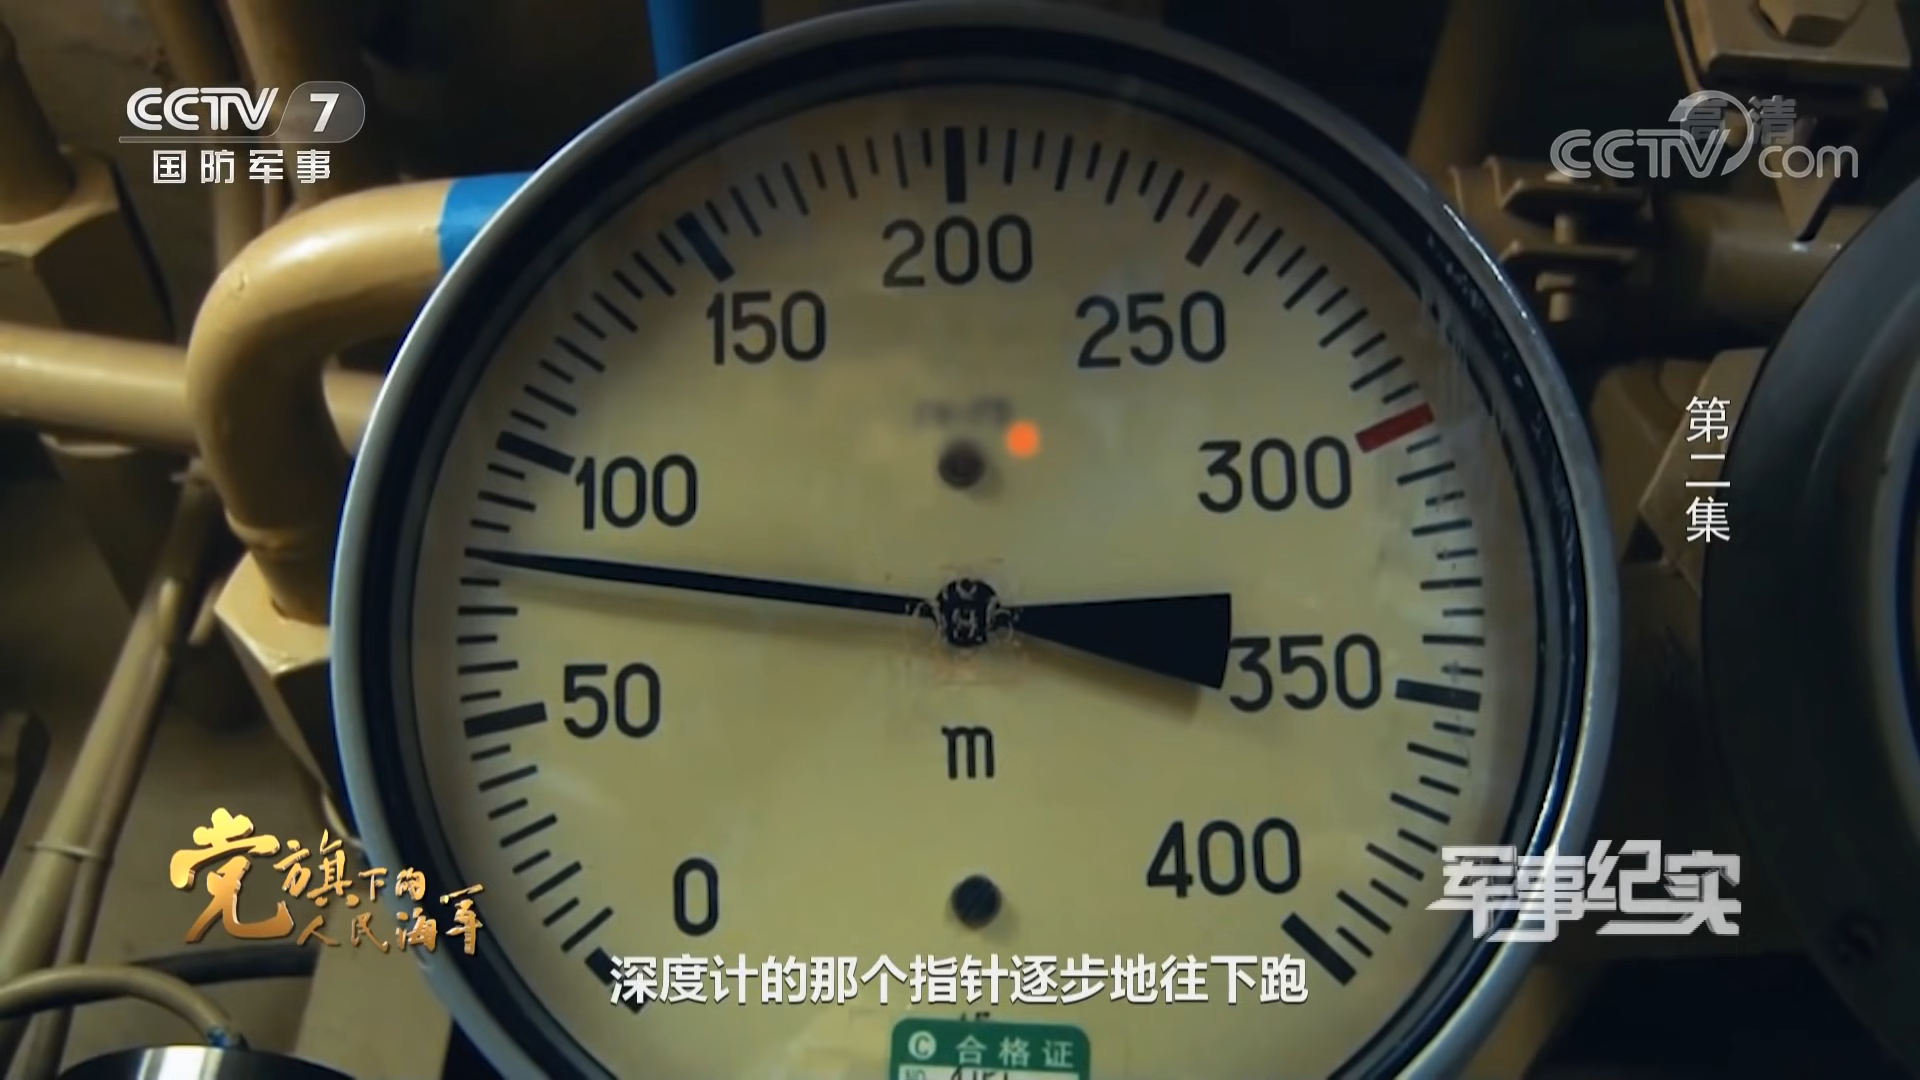 CCTV 7
国防军事
高清
CCTV.com
200
150
250
100
300
50
350
m
0
400
第二集
党旗下的
人民海军
军事纪实
深度计的那个指针逐步地往下跑
C 合格证